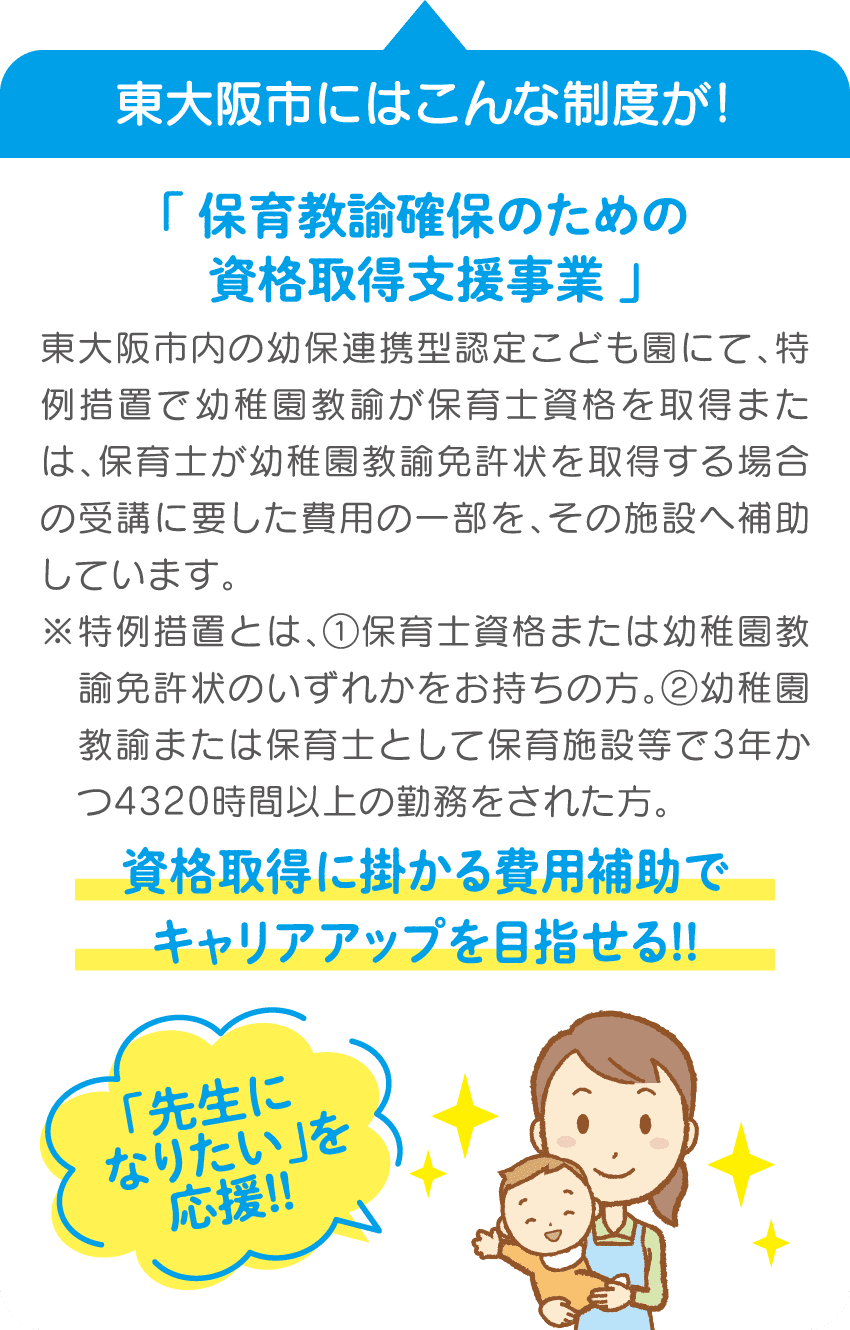 東大阪市にはこんな制度が!
「 保育教諭確保のための
資格取得支援事業 」
東大阪市内の幼保連携型認定こども園にて、特
例措置で幼稚園教諭が保育士資格を取得また
は、保育士が幼稚園教諭免許状を取得する場合
の受講に要した費用の一部を、その施設へ補助
しています。
※特例措置とは、①保育士資格または幼稚園教
諭免許状のいずれかをお持ちの方。②幼稚園
教諭または保育士として保育施設等で3年か
つ4320時間以上の勤務をされた方。
資格取得に掛かる費用補助で
キャリアアップを目指せる!!
「先生に
なりたい」を
応援!!